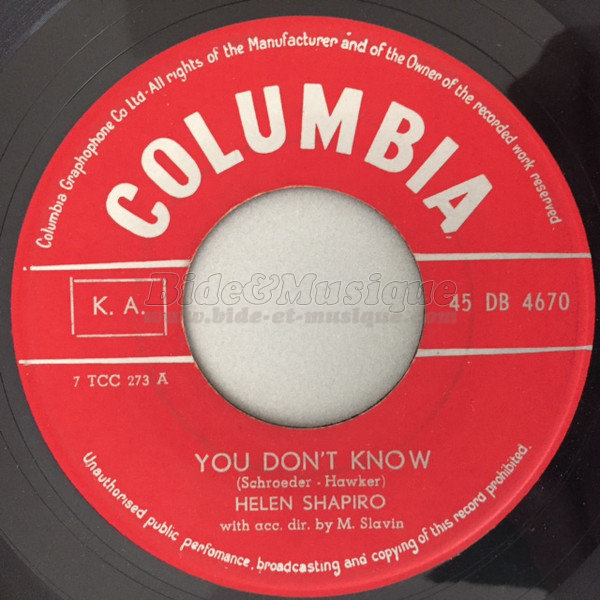 Columbia Graphophone Co Ltd - All rights of the Manufacturer and of the Owner of the recorded work reserved.
COLUMBIA
K. A.
45 DB 4670
Bide&Musique
www.bide-et-musique.com
7 TCC 273 A
YOU DON'T KNOW
(Schroeder - Hawker)
HELEN SHAPIRO
with acc. dir. by M. Slavin
Unauthorised public perfomance, broadcasting and copying of this record prohibited.